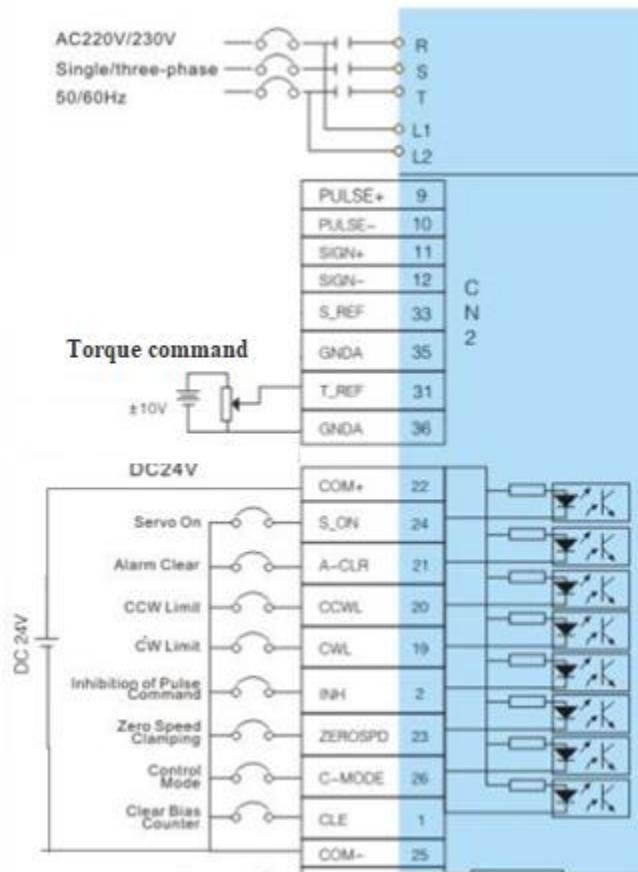 AC220V/230V
Single/three-phase
50/60Hz
R
S
T
L1
L2
PULSE+ 9
PULSE- 10
SIGN+ 11
SIGN- 12
S_REF 33
GNDA 35
T_REF 31
GNDA 36
CN2
Torque command
±10V
DC24V
DC 24V
COM+ 22
Servo On S_ON 24
Alarm Clear A-CLR 21
CCW Limit CCWL 20
CW Limit CWL 19
Inhibition of Pulse
Command INH 2
Zero Speed
Clamping ZEROSPD 23
Control
Mode C-MODE 26
Clear Bias
Counter CLE 1
COM- 25